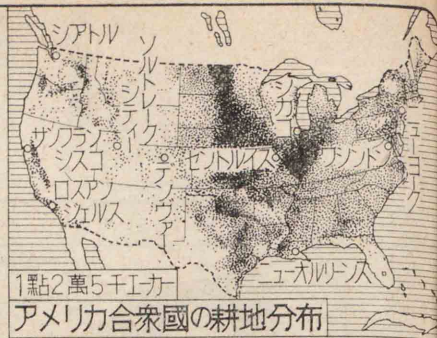 シアトル
ソルトレーク
シティー
サンフラン
シスコ
ロスアン
ジェルス
デンヴァー
シカゴ
セントルイス
ワシントン
ニューヨーク
ニューオルリーンス
1點2萬5千エーカー
アメリカ合衆國の耕地分布